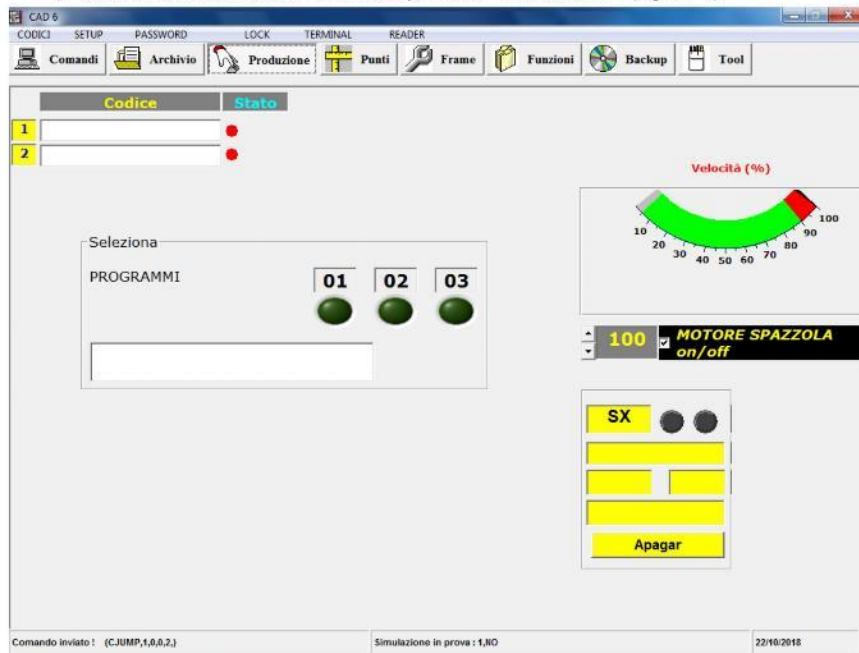 CAD 6
CODICI SETUP PASSWORD LOCK TERMINAL READER
Comandi Archivio Produzione Punti Frame Funzioni Backup Tool
Codice Stato
1
2
Velocità (%)
10 20 30 40 50 60 70 80 90 100
Seleziona
PROGRAMMI 01 02 03
100 MOTORE SPAZZOLA
on/off
SX
Apagar
Comando inviato ! (CJUMP,1,0,0,2,) Simulazione in prova : 1,NO 22/10/2018